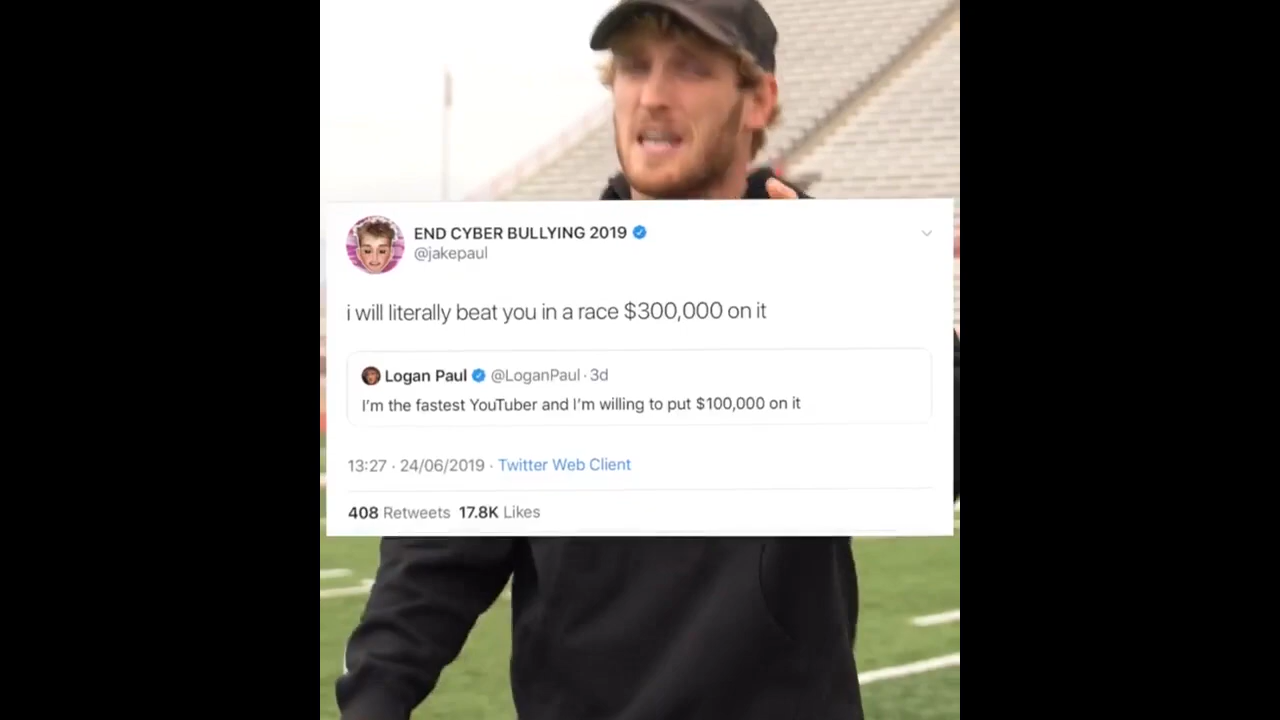 END CYBER BULLYING 2019
@jakepaul
i will literally beat you in a race $300,000 on it
Logan Paul @LoganPaul · 3d
I'm the fastest YouTuber and I'm willing to put $100,000 on it
13:27 · 24/06/2019 · Twitter Web Client
408 Retweets 17.8K Likes